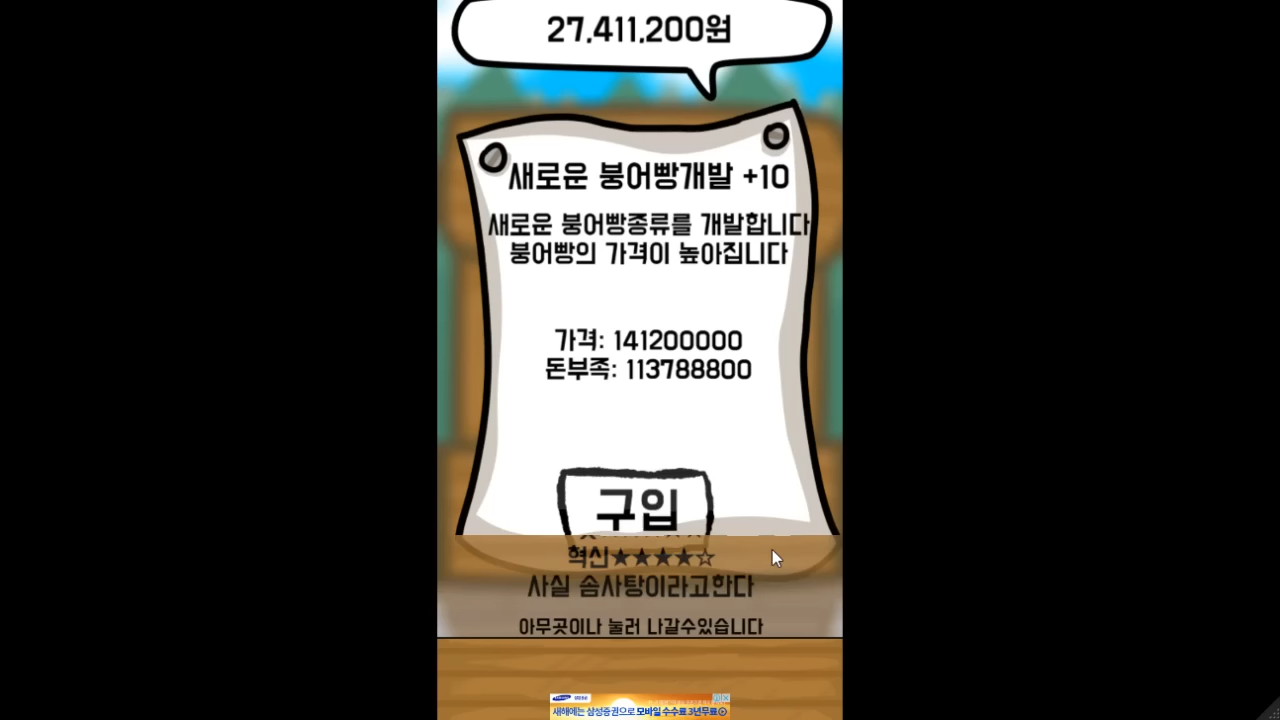 27,411,200원
새로운 붕어빵개발 +10
새로운 붕어빵종류를 개발합니다
붕어빵의 가격이 높아집니다
가격: 141200000
돈부족: 113788800
구입
혁신★★★★☆
사실 솜사탕이라고한다
아무곳이나 눌러 나갈수있습니다
SAMSUNG
새해에는 삼성증권으로 모바일 수수료 3년무료